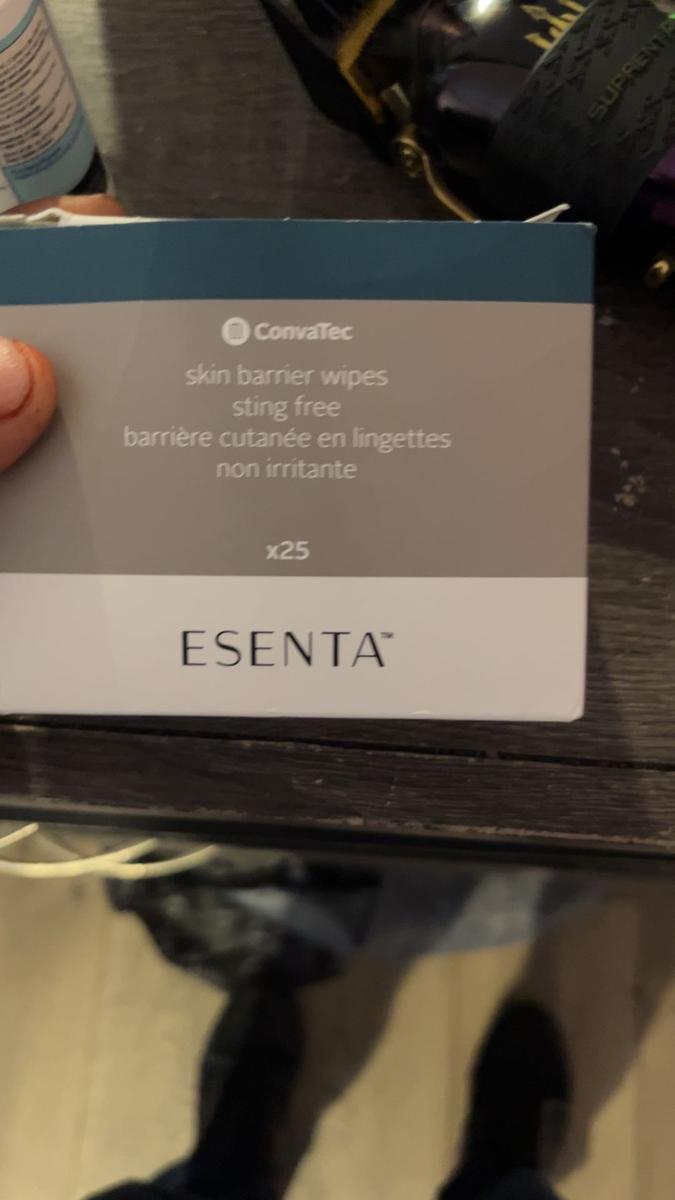 ConvaTec
skin barrier wipes
sting free
barrière cutanée en lingettes
non irritante
x25
ESENTA™